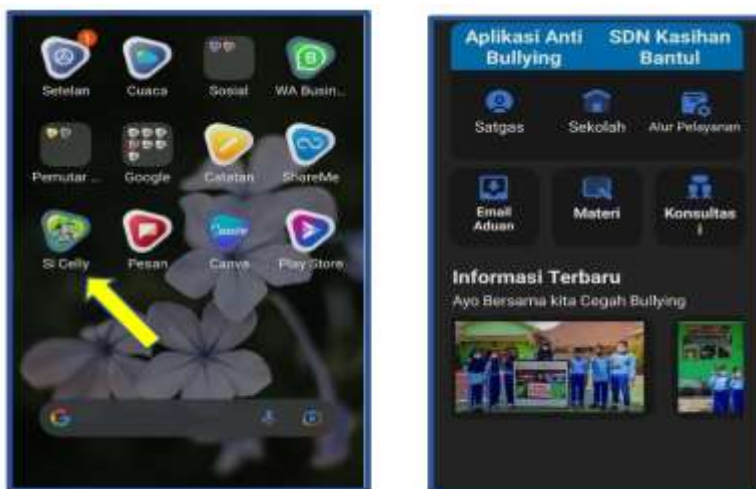 1
Setelan Cuaca Sosial WA Busin...
Pemutar ... Google Catatan ShareMe
Si Celly Pesan Canva Play Store
Aplikasi Anti
Bullying
SDN Kasihan
Bantul
Satgas Sekolah Alur Pelayanan
Email
Aduan
Materi
Konsultas
i
Informasi Terbaru
Ayo Bersama kita Cegah Bullying